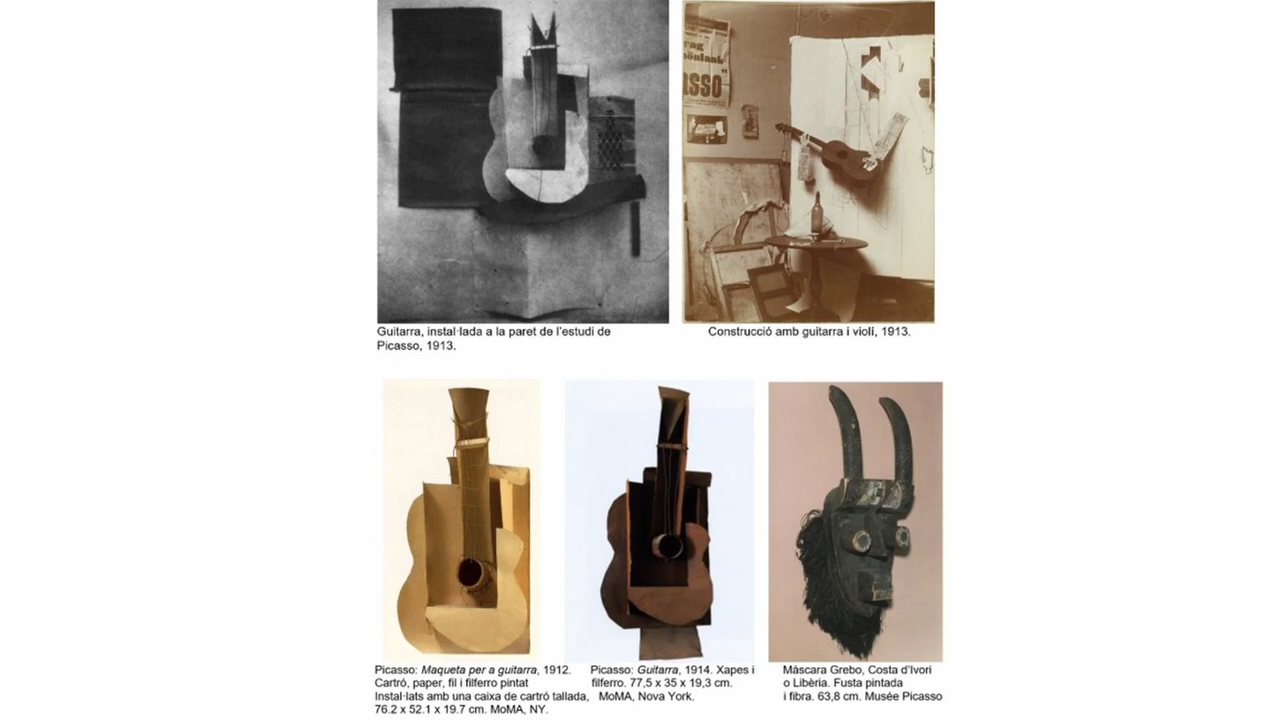 rag
önlank
SSO"
Guitarra, instal·lada a la paret de l'estudi de
Picasso, 1913.
Construcció amb guitarra i violí, 1913.
Picasso: Maqueta per a guitarra, 1912.
Cartró, paper, fil i filferro pintat
Instal·lats amb una caixa de cartró tallada,
76.2 x 52.1 x 19.7 cm. MoMA, NY.
Picasso: Guitarra, 1914. Xapes i
filferro. 77,5 x 35 x 19,3 cm.
MoMA, Nova York.
Màscara Grebo, Costa d'Ivori
o Libèria. Fusta pintada
i fibra. 63,8 cm. Musée Picasso